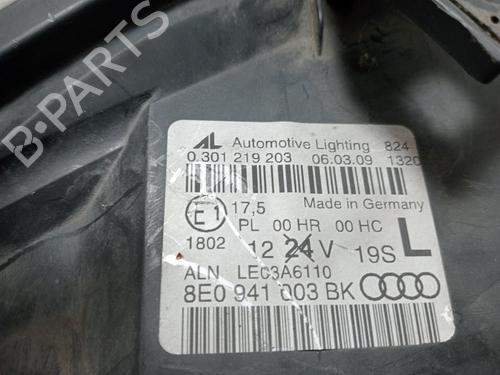 AL Automotive Lighting 824
0 301 219 203 06.03.09 1320
E1 17,5 Made in Germany
PL 00 HR 00 HC
1802 12 24 V 19S L
ALN LE03A6110
8E0 941 003 BK
B-PARTS